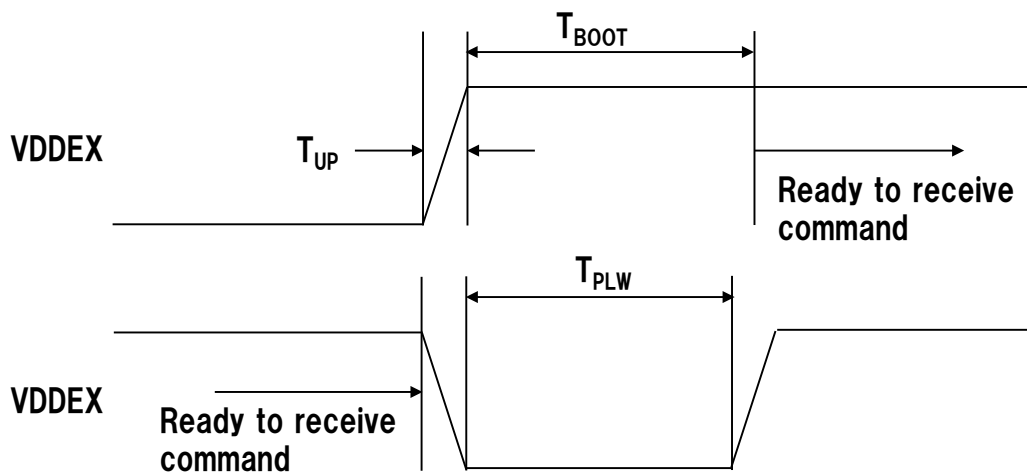 T_BOOT
VDDEX
T_UP
Ready to receive
command
T_PLW
VDDEX
Ready to receive
command